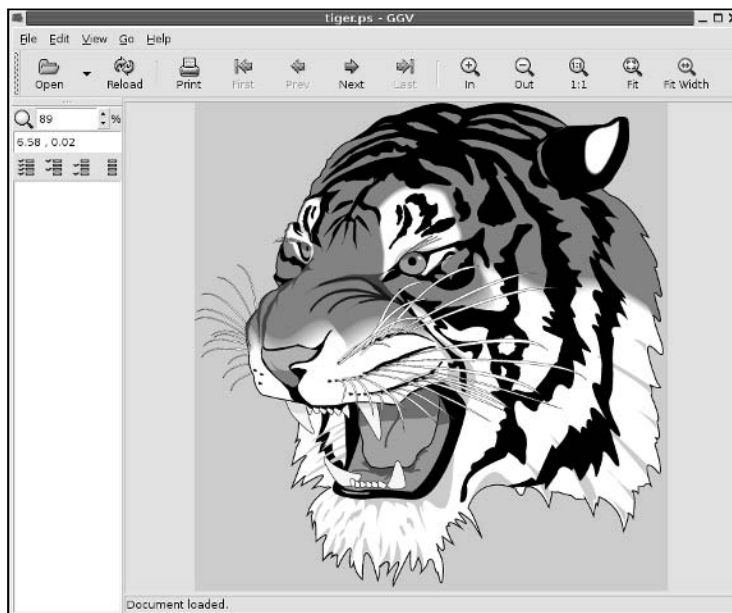 tiger.ps - GGV
File Edit View Go Help
Open Reload Print First Prev Next Last In Out 1:1 Fit Fit Width
89 %
6.58 , 0.02
Document loaded.